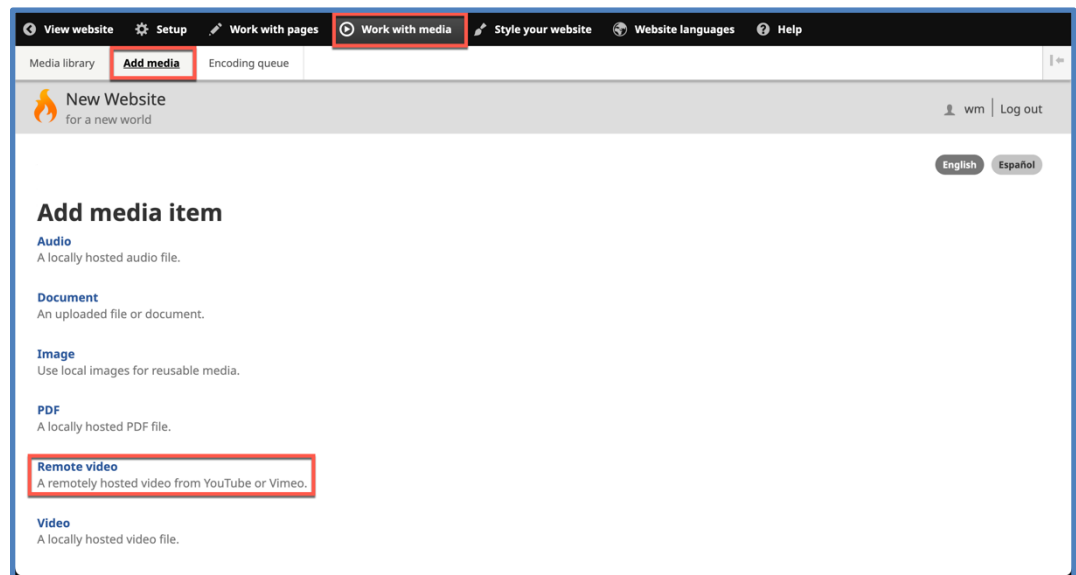 View website Setup Work with pages Work with media Style your website Website languages Help
Media library Add media Encoding queue
New Website
for a new world
wm Log out
English Español
Add media item
Audio
A locally hosted audio file.
Document
An uploaded file or document.
Image
Use local images for reusable media.
PDF
A locally hosted PDF file.
Remote video
A remotely hosted video from YouTube or Vimeo.
Video
A locally hosted video file.